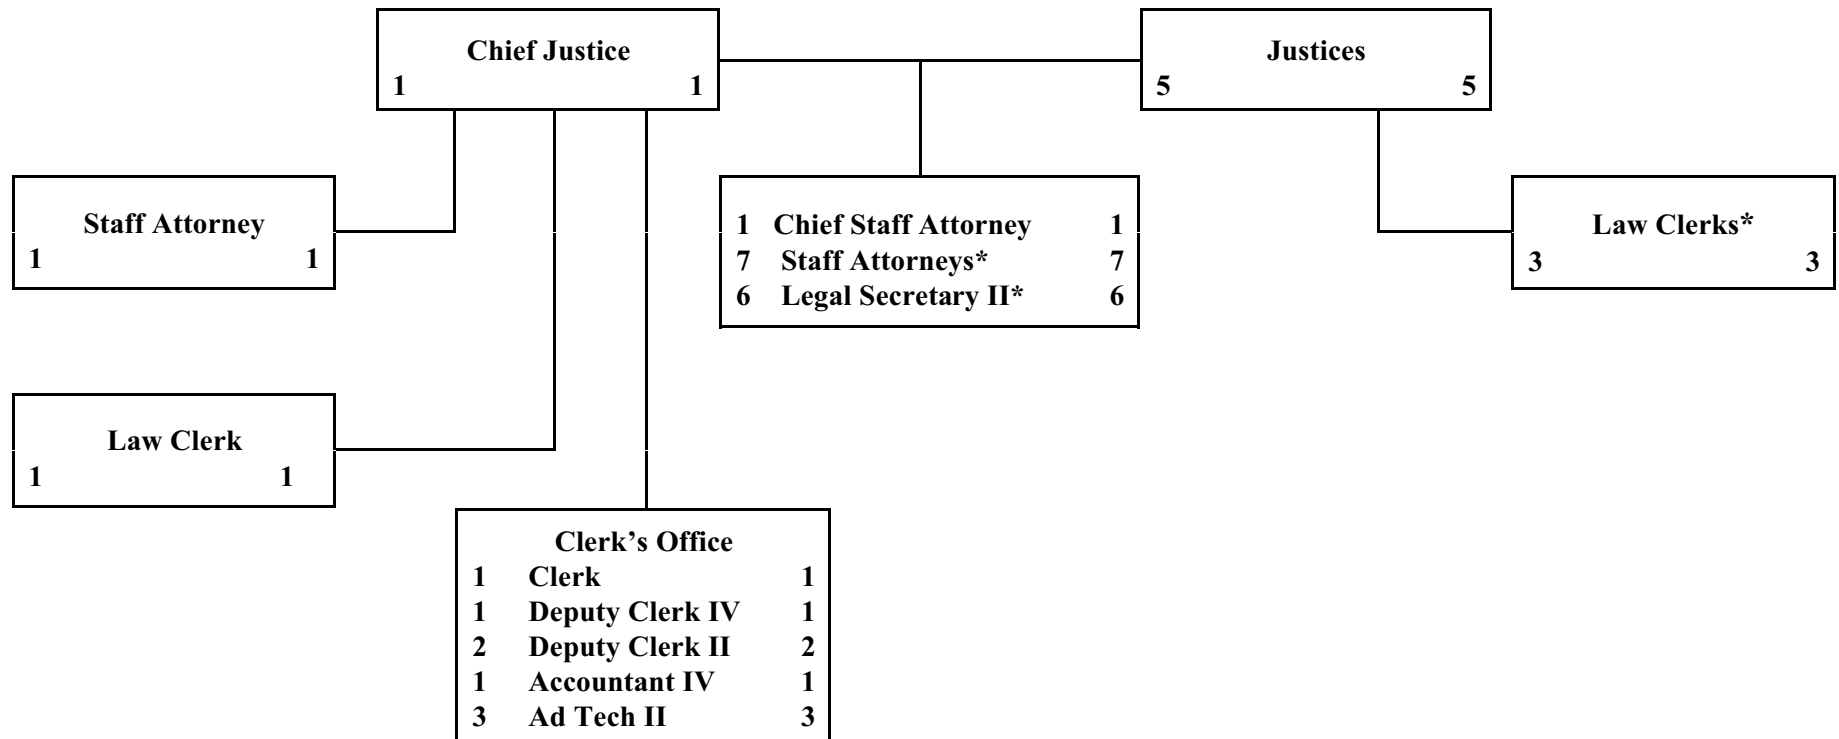 Chief Justice
1 1
Justices
5 5
Staff Attorney
1 1
1 Chief Staff Attorney 1
7 Staff Attorneys* 7
6 Legal Secretary II* 6
Law Clerks*
3 3
Law Clerk
1 1
Clerk’s Office
1 Clerk 1
1 Deputy Clerk IV 1
2 Deputy Clerk II 2
1 Accountant IV 1
3 Ad Tech II 3